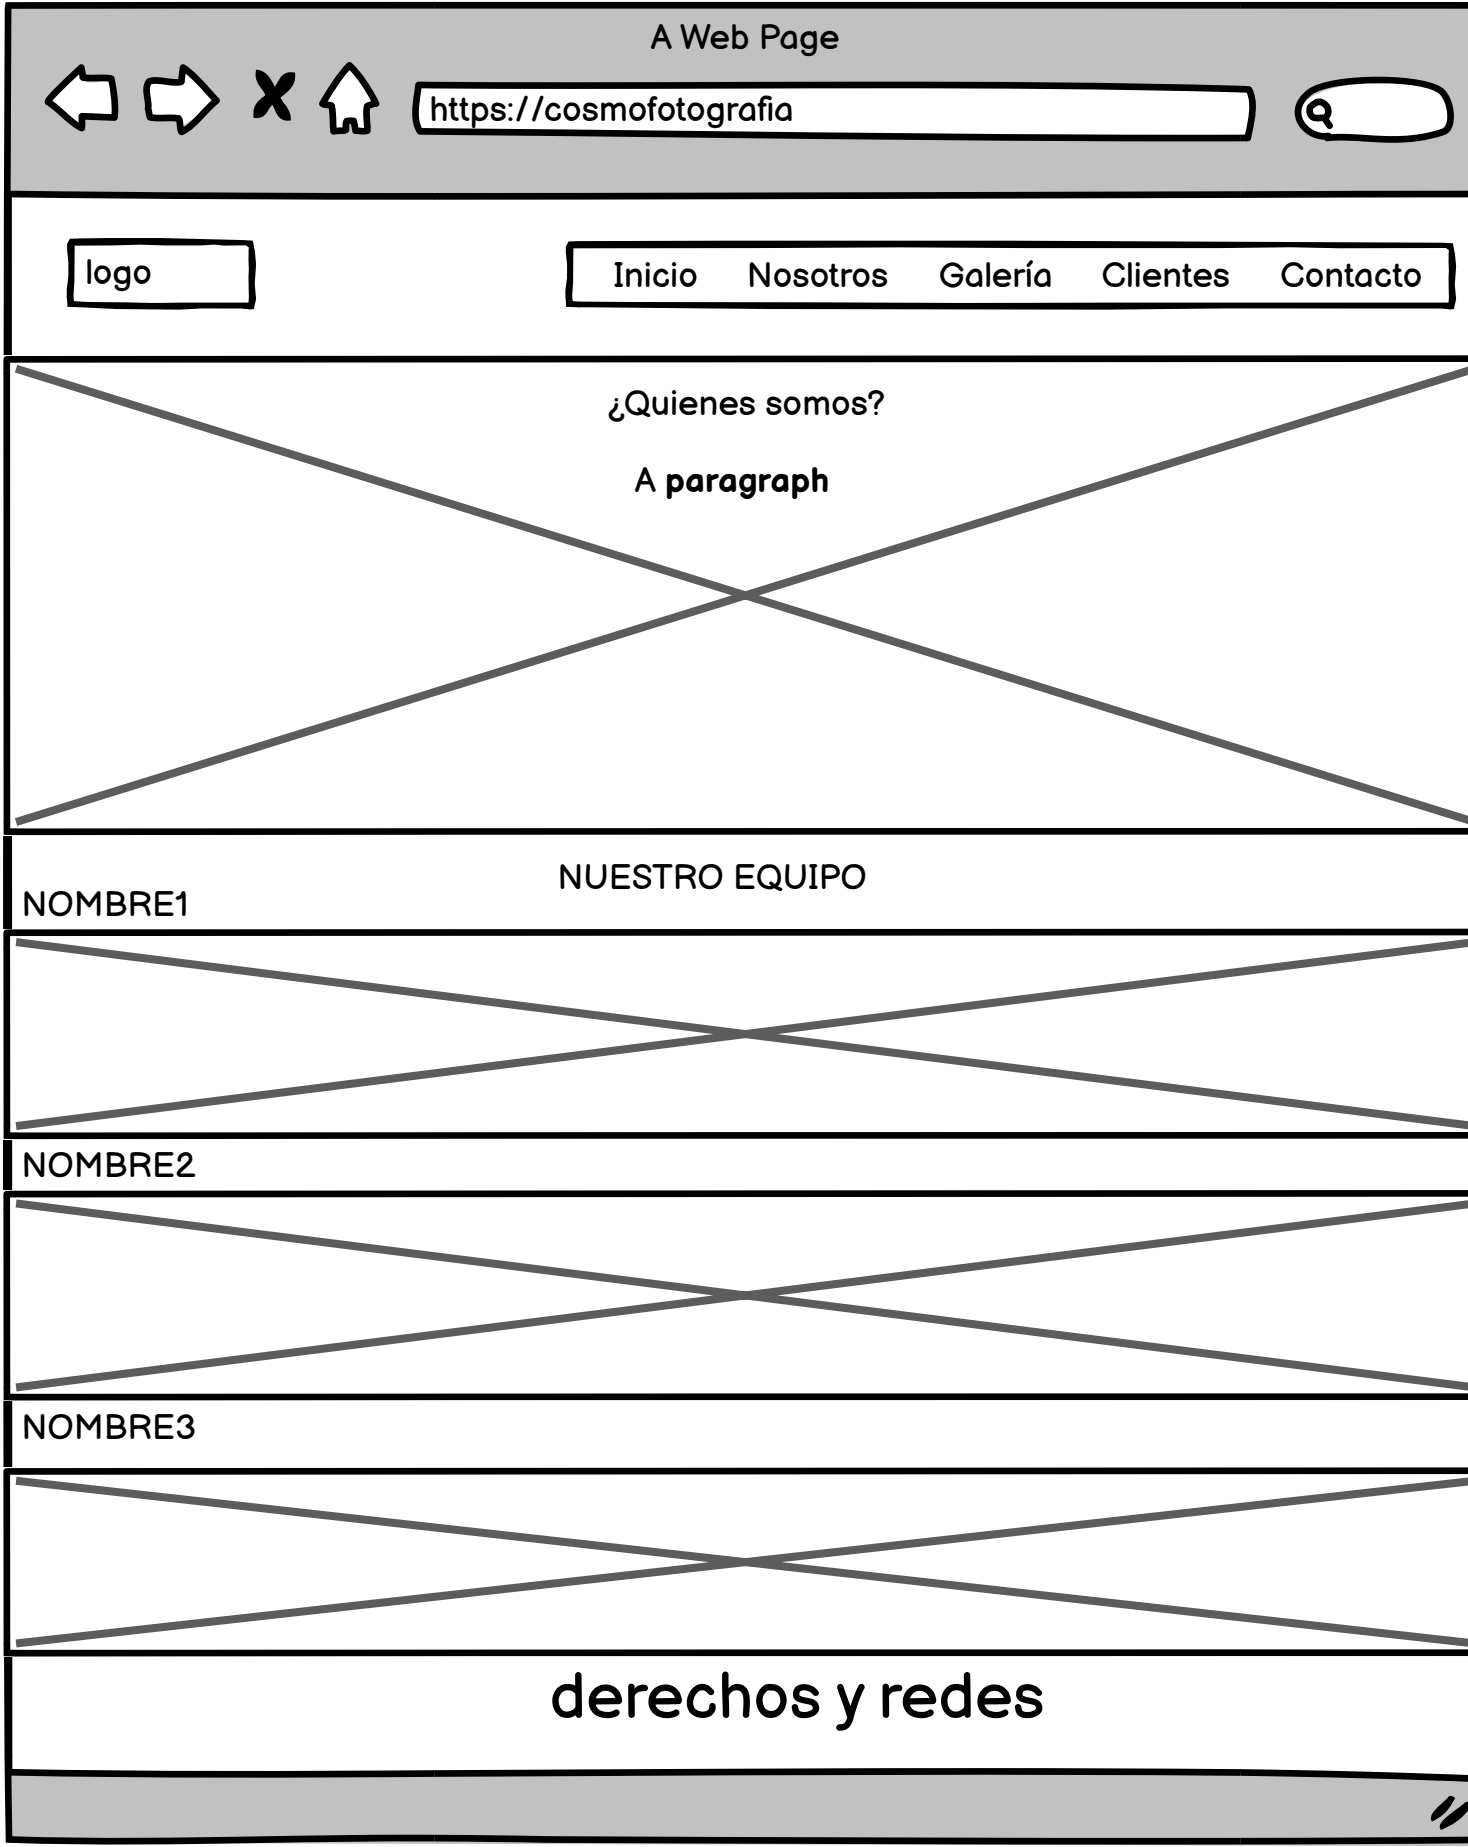 A Web Page
https://cosmofotografia
logo
Inicio Nosotros Galería Clientes Contacto
¿Quienes somos?
A paragraph
NUESTRO EQUIPO
NOMBRE1
NOMBRE2
NOMBRE3
derechos y redes